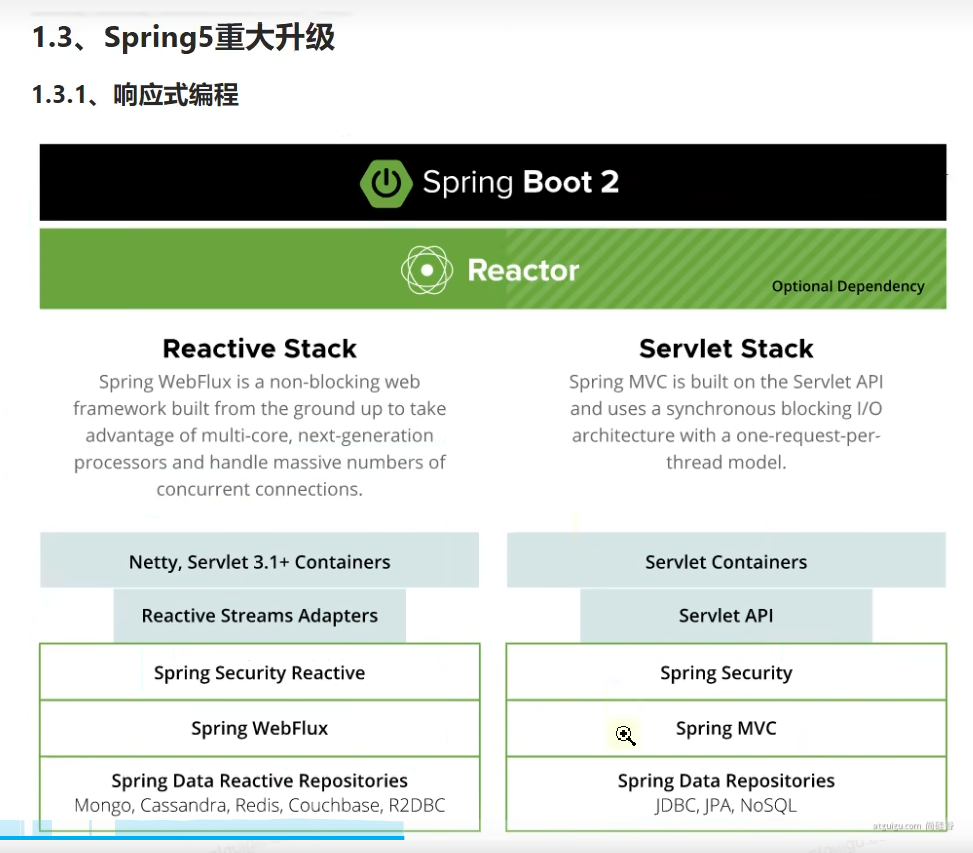 1.3、Spring5重大升级
1.3.1、响应式编程
Spring Boot 2
Reactor
Optional Dependency
Reactive Stack
Spring WebFlux is a non-blocking web
framework built from the ground up to take
advantage of multi-core, next-generation
processors and handle massive numbers of
concurrent connections.
Servlet Stack
Spring MVC is built on the Servlet API
and uses a synchronous blocking I/O
architecture with a one-request-per-
thread model.
Netty, Servlet 3.1+ Containers
Reactive Streams Adapters
Spring Security Reactive
Spring WebFlux
Spring Data Reactive Repositories
Mongo, Cassandra, Redis, Couchbase, R2DBC
Servlet Containers
Servlet API
Spring Security
Spring MVC
Spring Data Repositories
JDBC, JPA, NoSQL
atguigu.com 尚硅谷